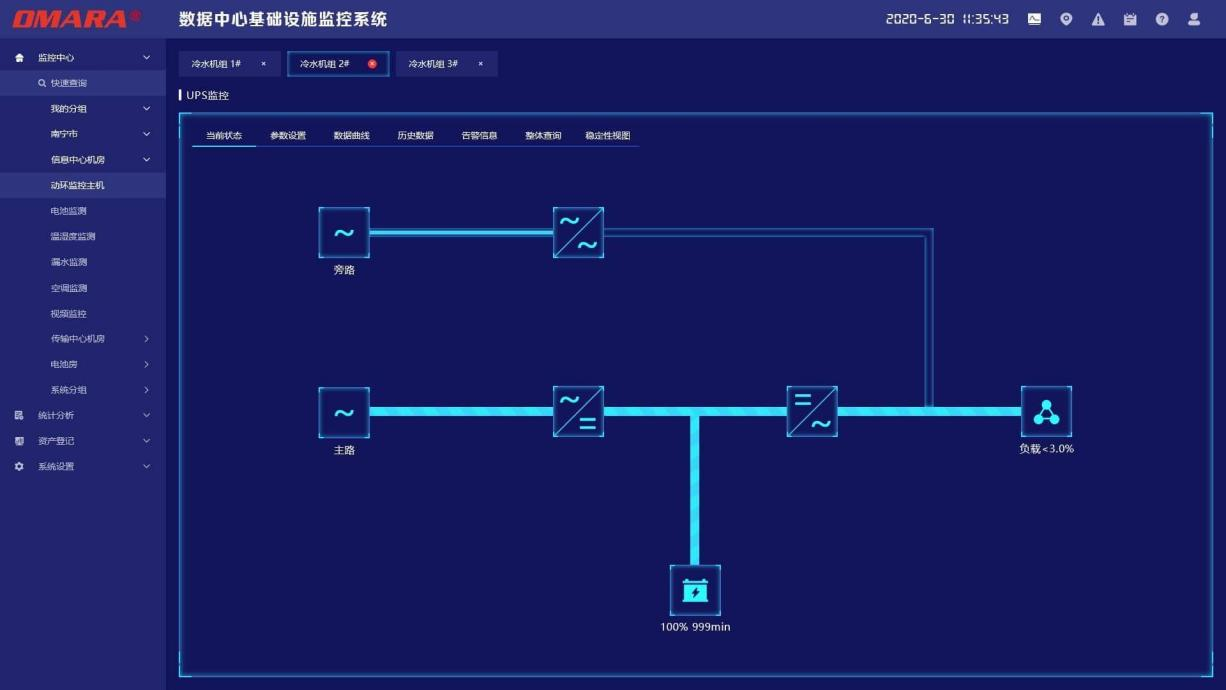 OMARA®
数据中心基础设施监控系统
2020-6-30 11:35:43
监控中心
快速查询
我的分组
南宁市
信息中心机房
动环监控主机
电池监测
温湿度监测
漏水监测
空调监测
视频监控
传输中心机房
电池房
系统分组
统计分析
资产登记
系统设置
冷水机组 1# ×
冷水机组 2# ×
冷水机组 3# ×
UPS监控
当前状态 参数设置 数据曲线 历史数据 告警信息 整体查询 稳定性视图
旁路
主路
负载<3.0%
100% 999min